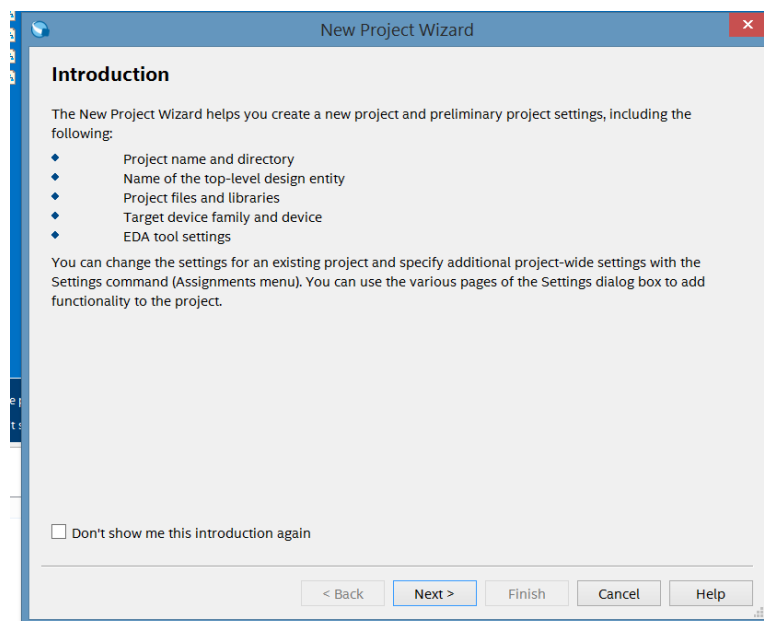 New Project Wizard
Introduction
The New Project Wizard helps you create a new project and preliminary project settings, including the
following:
Project name and directory
Name of the top-level design entity
Project files and libraries
Target device family and device
EDA tool settings
You can change the settings for an existing project and specify additional project-wide settings with the
Settings command (Assignments menu). You can use the various pages of the Settings dialog box to add
functionality to the project.
Don't show me this introduction again
< Back Next > Finish Cancel Help